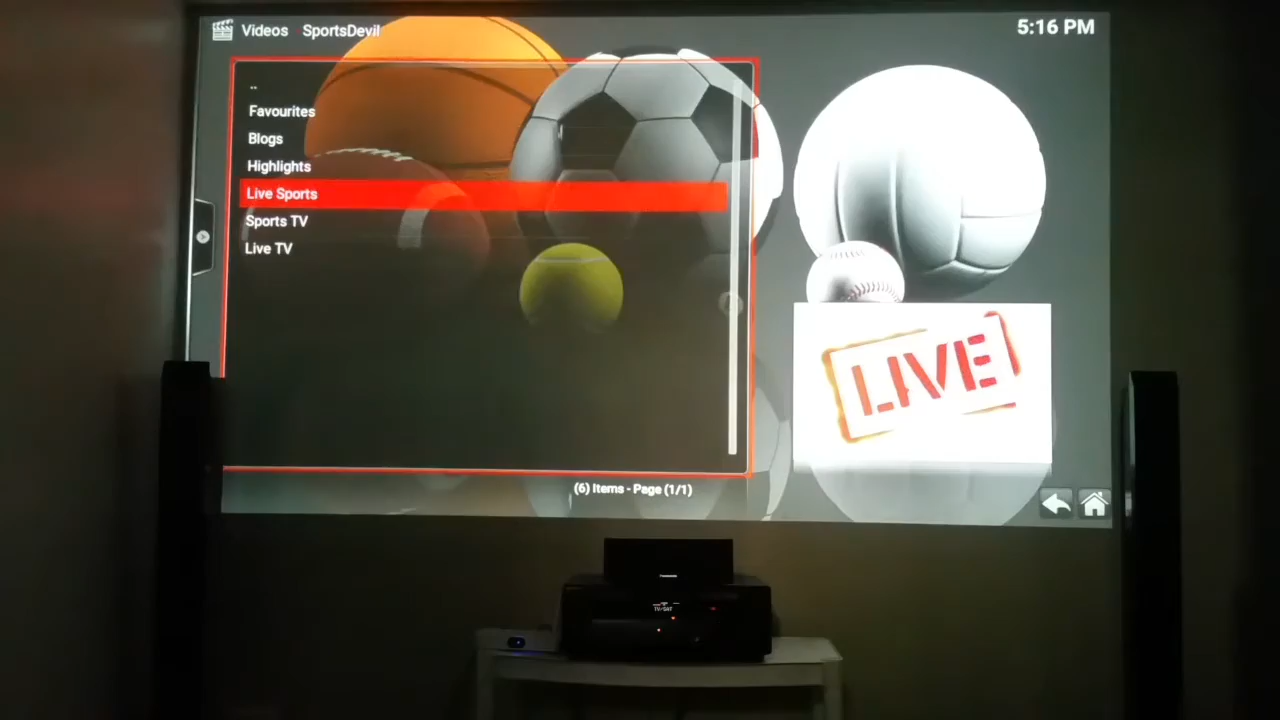 Videos SportsDevil
5:16 PM
..
Favourites
Blogs
Highlights
Live Sports
Sports TV
Live TV
LIVE
(6) Items - Page (1/1)